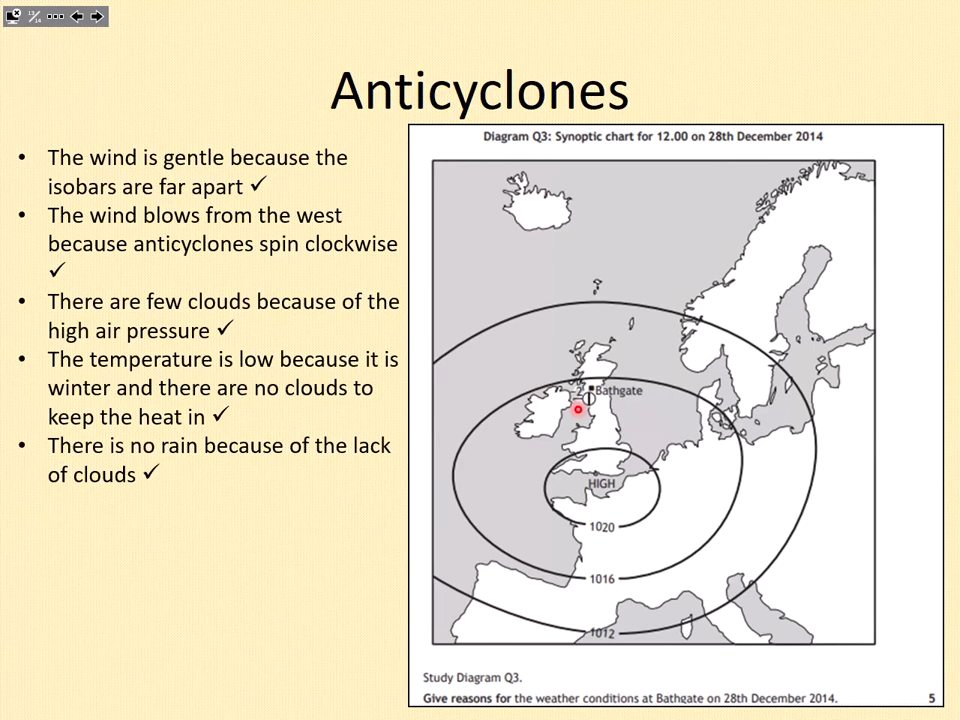 13/14
Anticyclones
• The wind is gentle because the
isobars are far apart ✓
• The wind blows from the west
because anticyclones spin clockwise
✓
• There are few clouds because of the
high air pressure ✓
• The temperature is low because it is
winter and there are no clouds to
keep the heat in ✓
• There is no rain because of the lack
of clouds ✓
Diagram Q3: Synoptic chart for 12.00 on 28th December 2014
Bathgate
HIGH
1020
1016
1012
Study Diagram Q3.
Give reasons for the weather conditions at Bathgate on 28th December 2014. 5